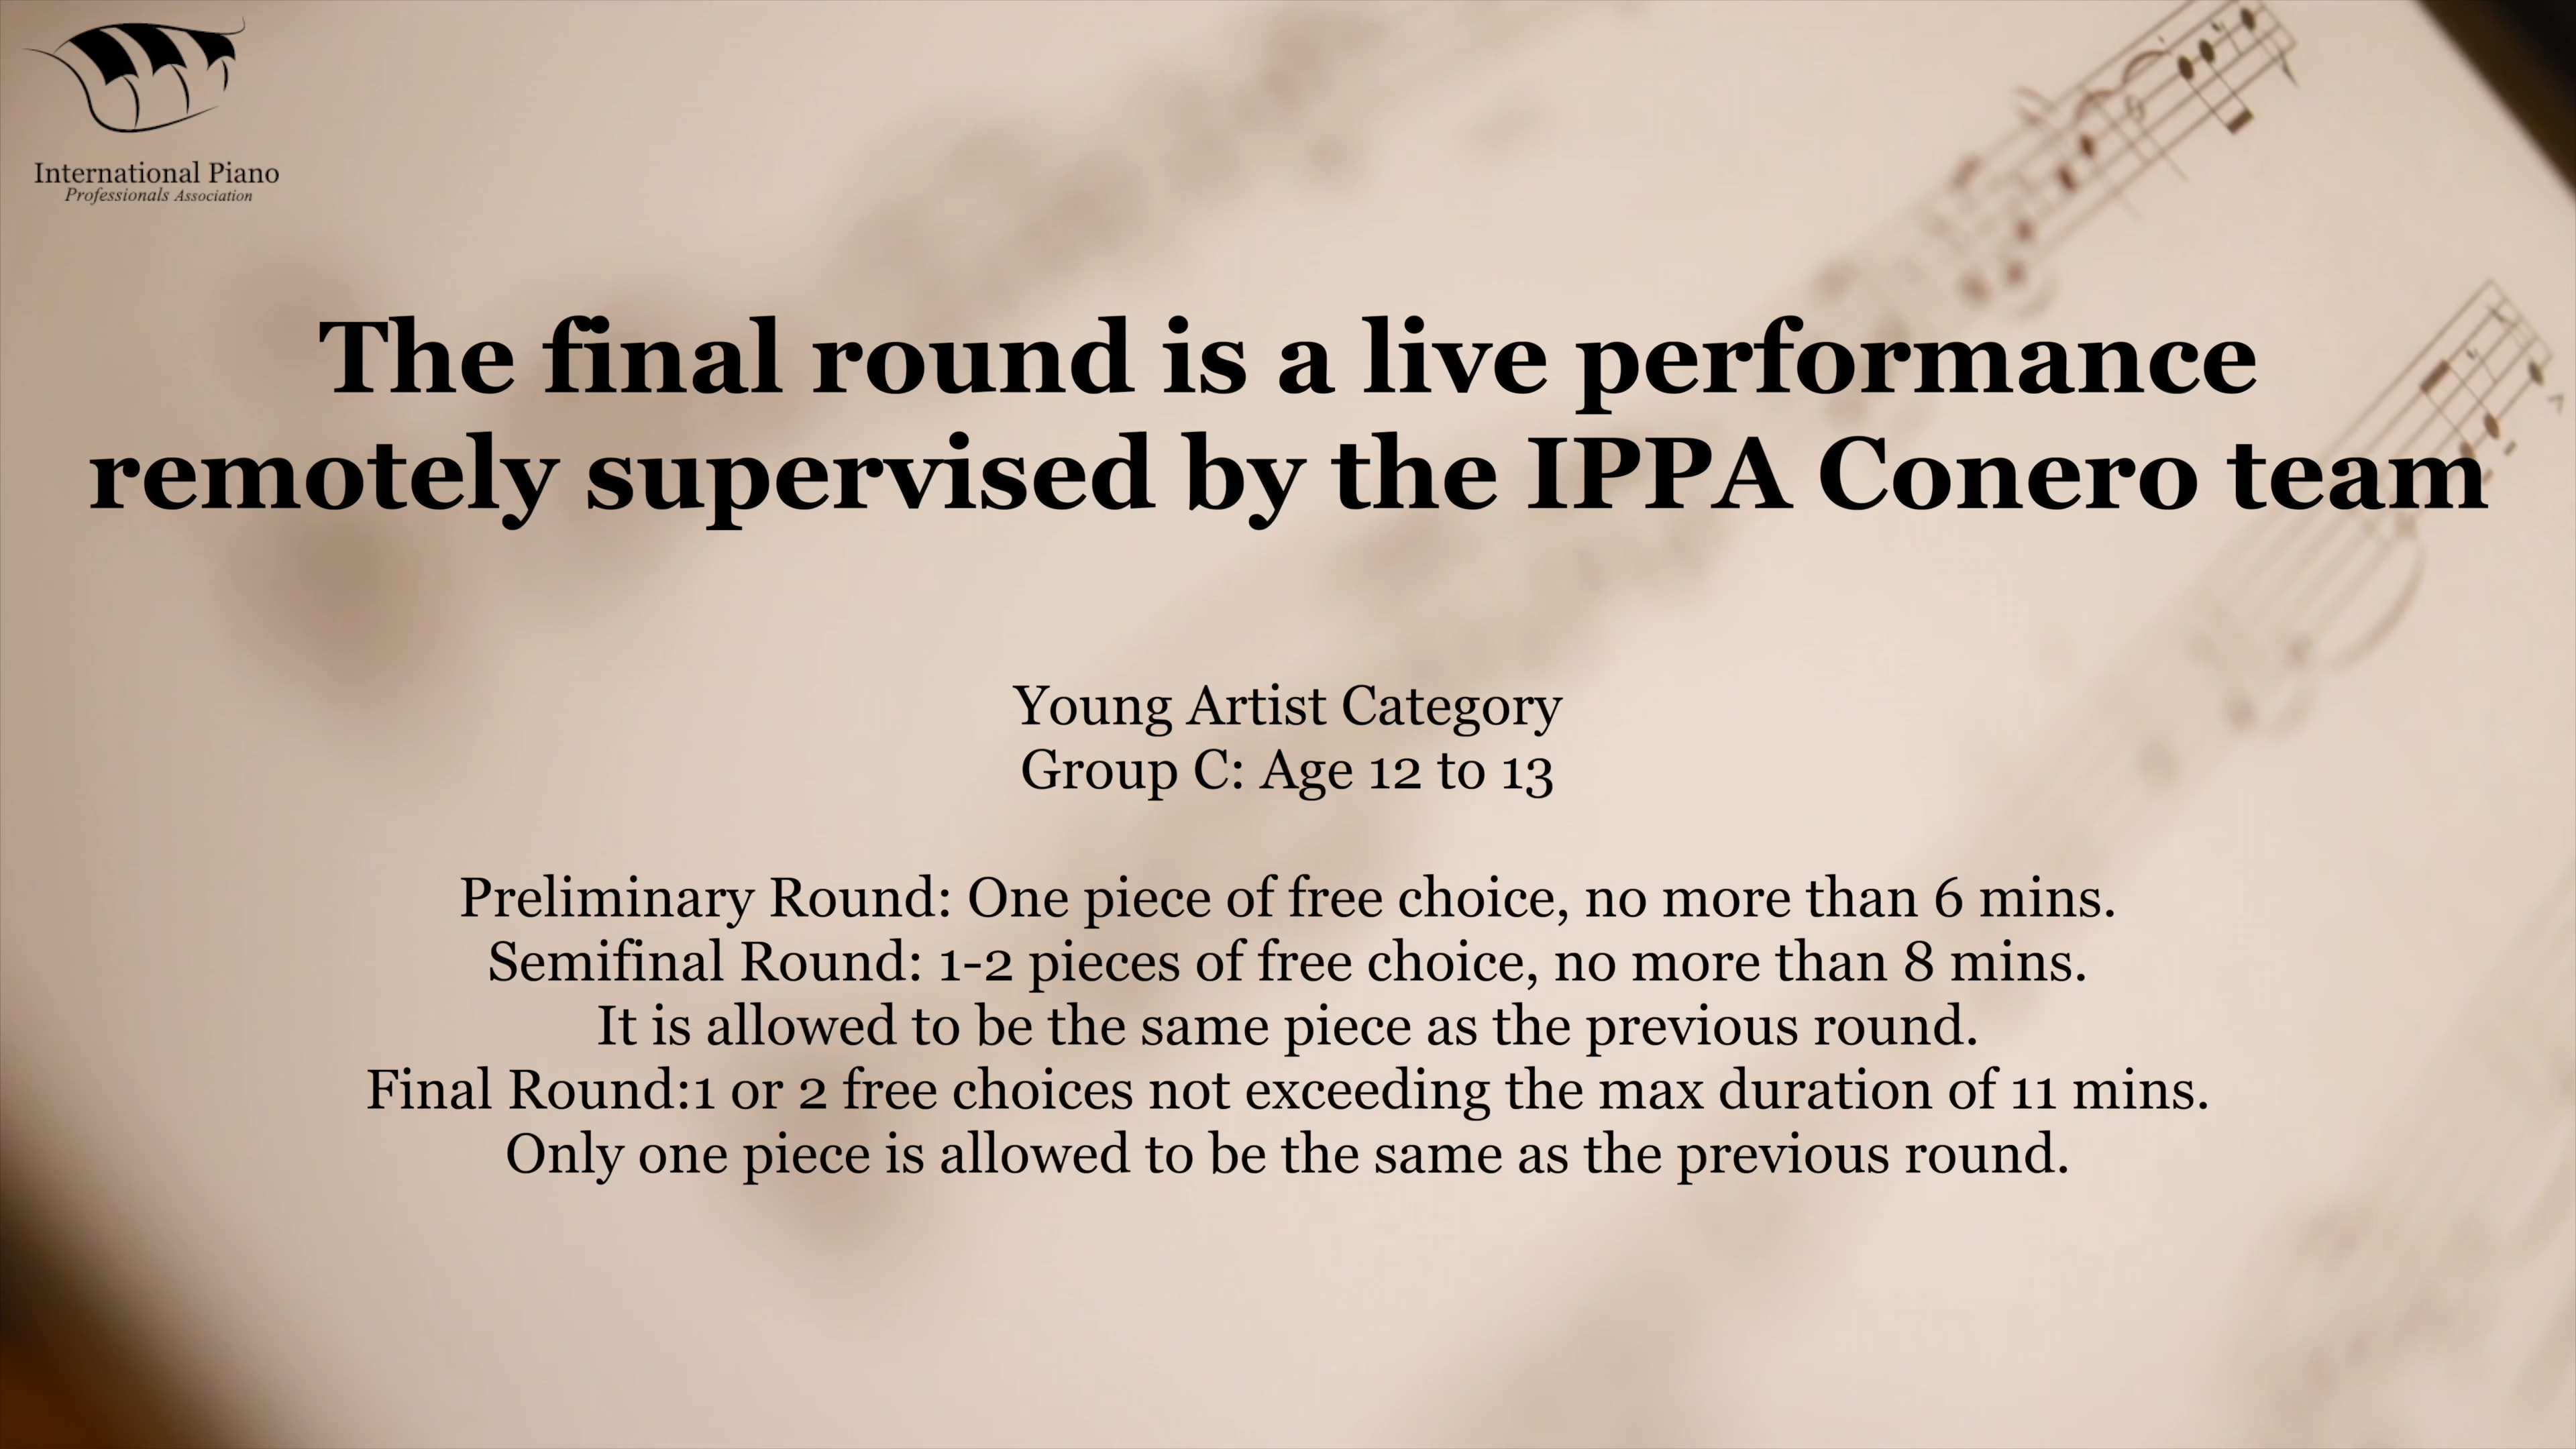 International Piano
Professionals Association
The final round is a live performance
remotely supervised by the IPPA Conero team
Young Artist Category
Group C: Age 12 to 13
Preliminary Round: One piece of free choice, no more than 6 mins.
Semifinal Round: 1-2 pieces of free choice, no more than 8 mins.
It is allowed to be the same piece as the previous round.
Final Round:1 or 2 free choices not exceeding the max duration of 11 mins.
Only one piece is allowed to be the same as the previous round.